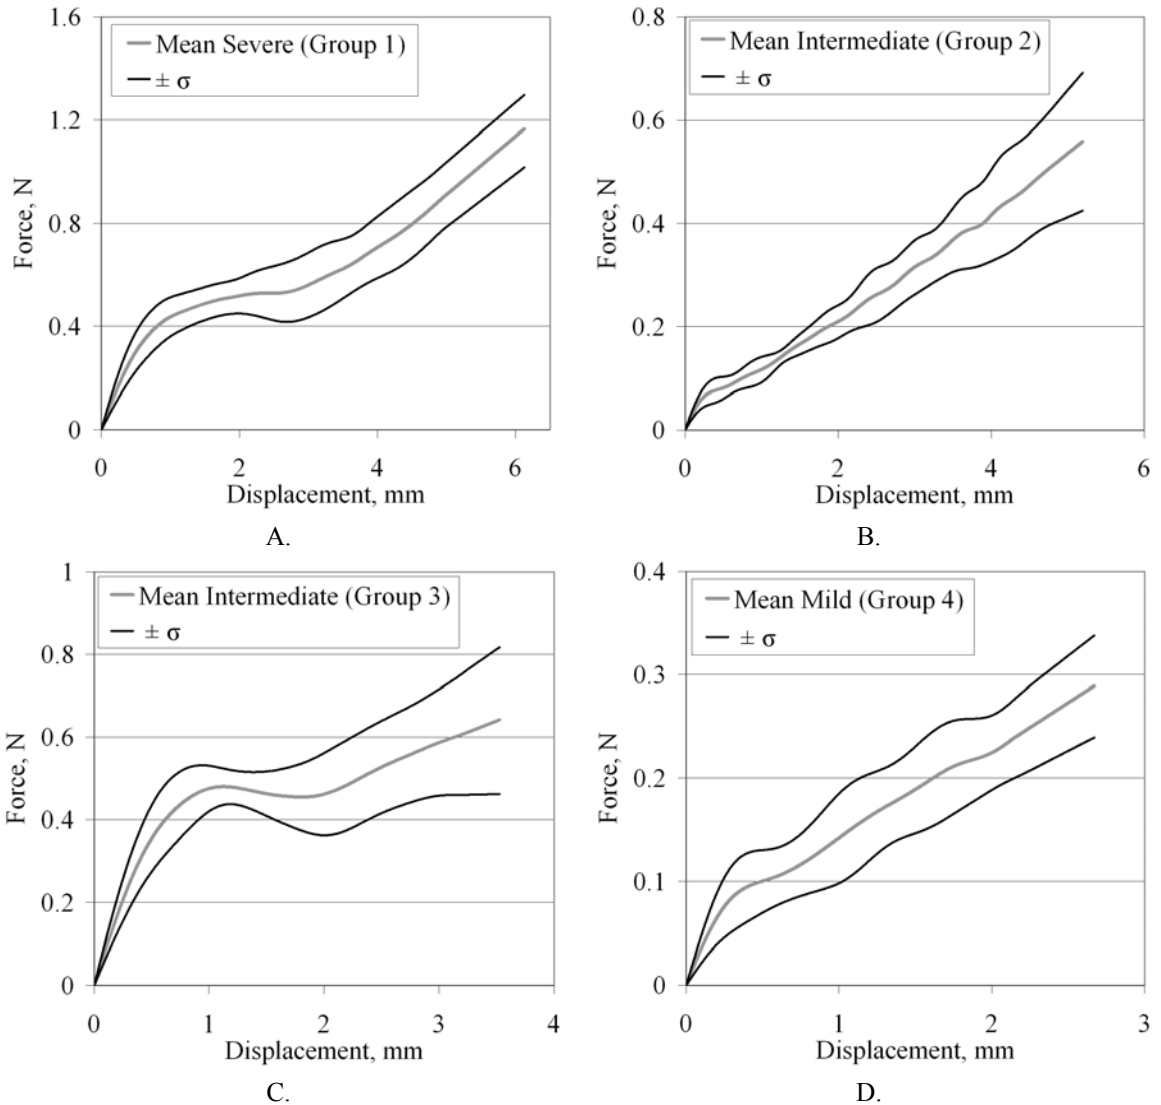 1.6
1.2
0.8
0.4
0
Force, N
Mean Severe (Group 1)
± σ
0 2 4 6
Displacement, mm
A.
0.8
0.6
0.4
0.2
0
Force, N
Mean Intermediate (Group 2)
± σ
0 2 4 6
Displacement, mm
B.
1
0.8
0.6
0.4
0.2
0
Force, N
Mean Intermediate (Group 3)
± σ
0 1 2 3 4
Displacement, mm
C.
0.4
0.3
0.2
0.1
0
Force, N
Mean Mild (Group 4)
± σ
0 1 2 3
Displacement, mm
D.